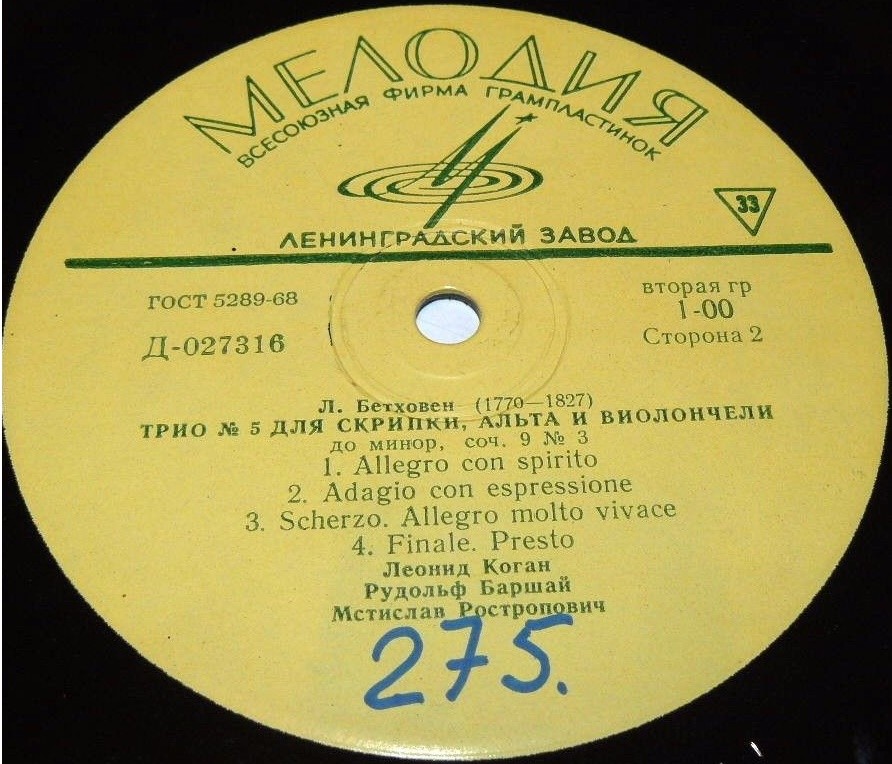 МЕЛОДИЯ
ВСЕСОЮЗНАЯ ФИРМА ГРАМПЛАСТИНОК
33
ЛЕНИНГРАДСКИЙ ЗАВОД
ГОСТ 5289-68
вторая гр
1-00
Д-027316
Сторона 2
Л. Бетховен (1770—1827)
ТРИО № 5 ДЛЯ СКРИПКИ, АЛЬТА И ВИОЛОНЧЕЛИ
до минор, соч. 9 № 3
1. Allegro con spirito
2. Adagio con espressione
3. Scherzo. Allegro molto vivace
4. Finale. Presto
Леонид Коган
Рудольф Баршай
Мстислав Ростропович
275.